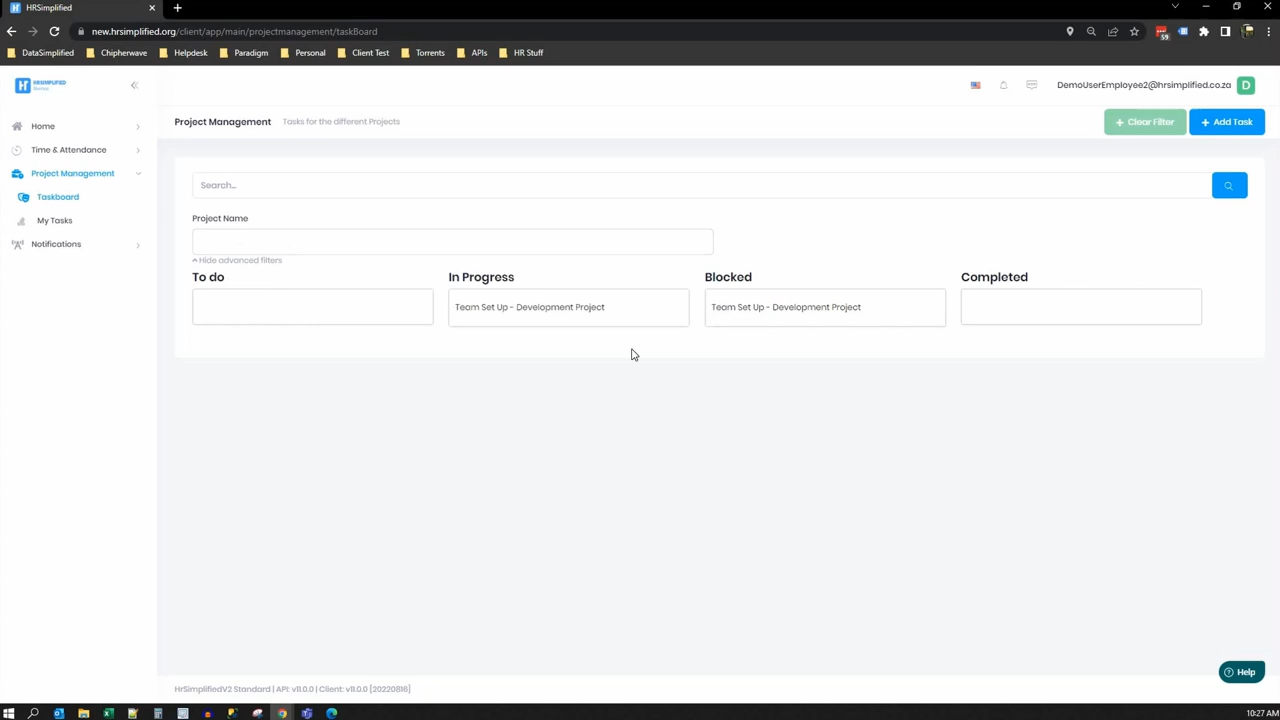 HRSimplified
new.hrsimplified.org/client/app/main/projectmanagement/taskBoard
59
DataSimplified
Chipherwave
Helpdesk
Paradigm
Personal
Client Test
Torrents
APIs
HR Stuff
HRSIMPLIFIED
DemoUserEmployee2@hrsimplified.co.za
D
Home
Time & Attendance
Project Management
Taskboard
My Tasks
Notifications
Project Management
Tasks for the different Projects
+ Clear Filter
+ Add Task
Search...
Project Name
Hide advanced filters
To do
In Progress
Blocked
Completed
Team Set Up - Development Project
Team Set Up - Development Project
Help
HrSimplifiedV2 Standard | API: v11.0.0 | Client: v11.0.0 [20220816]
10:27 AM